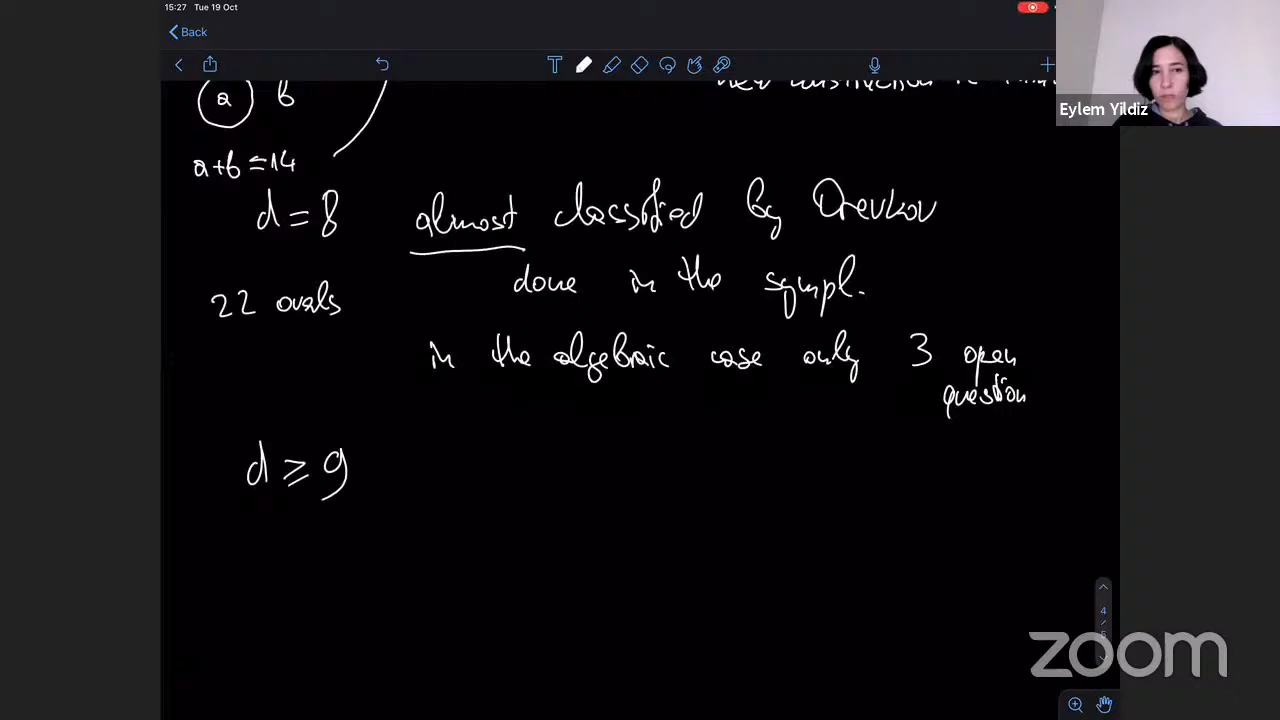 15:27 Tue 19 Oct
Back
Eylem Yildiz
a b
a+b=14
d=8 almost classified by Orevkov
done in the sympl.
22 ovals
in the algebraic case only 3 open
question
d ≥ 9
4
zoom